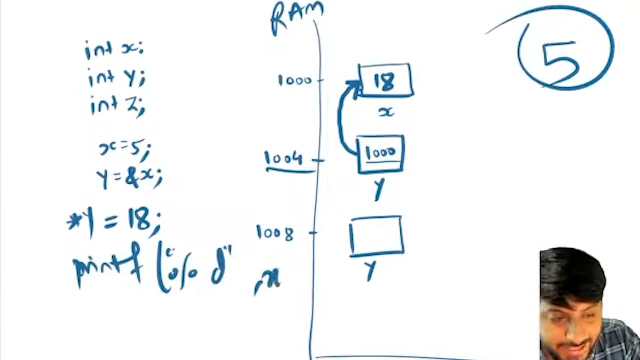 RAM
5
int x;
int y;
int z;
x=5;
y=&x;
*y = 18;
printf ("%d" ,x
1000
18
x
1004
1000
y
1008
y